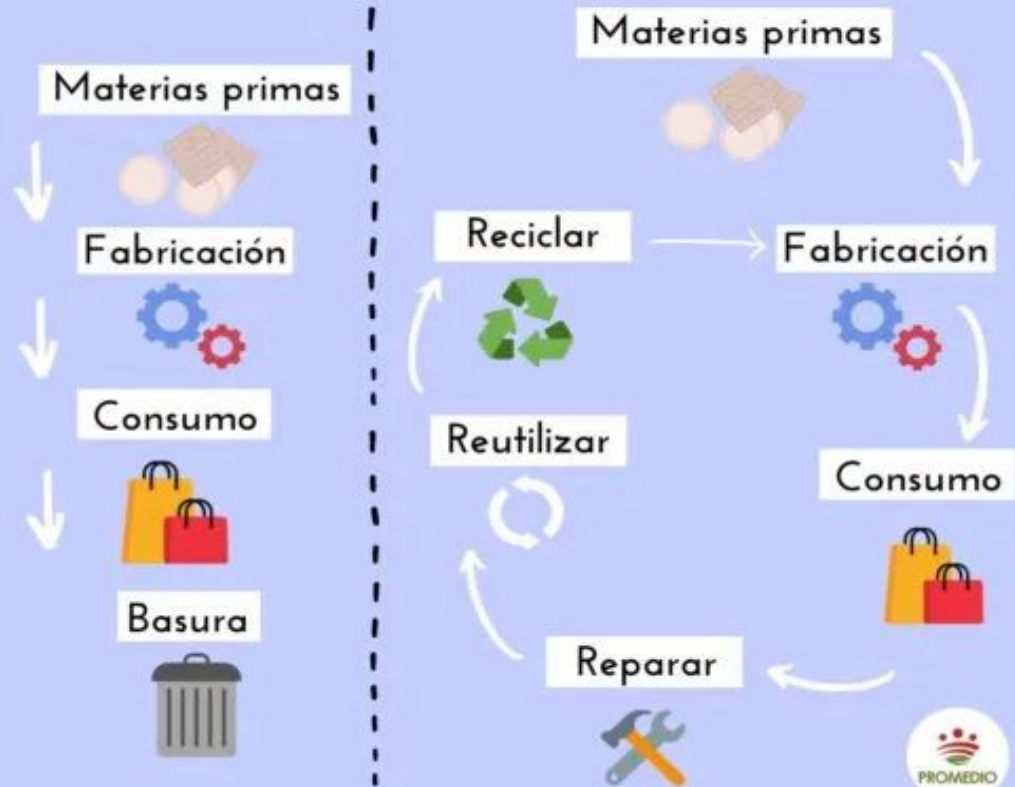 Materias primas
Fabricación
Consumo
Basura
Materias primas
Fabricación
Consumo
Reparar
Reutilizar
Reciclar
PROMEDIO